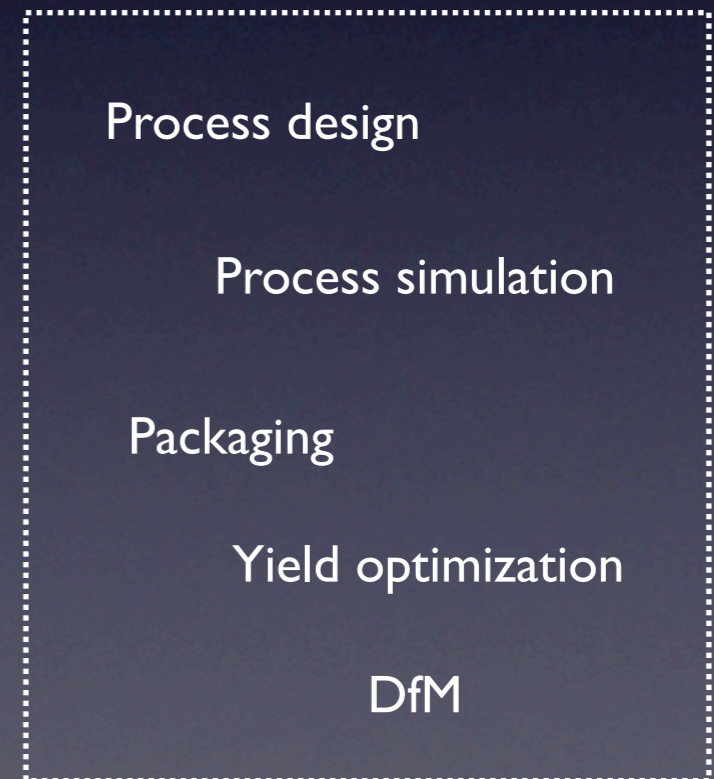 Process design
Process simulation
Packaging
Yield optimization
DfM